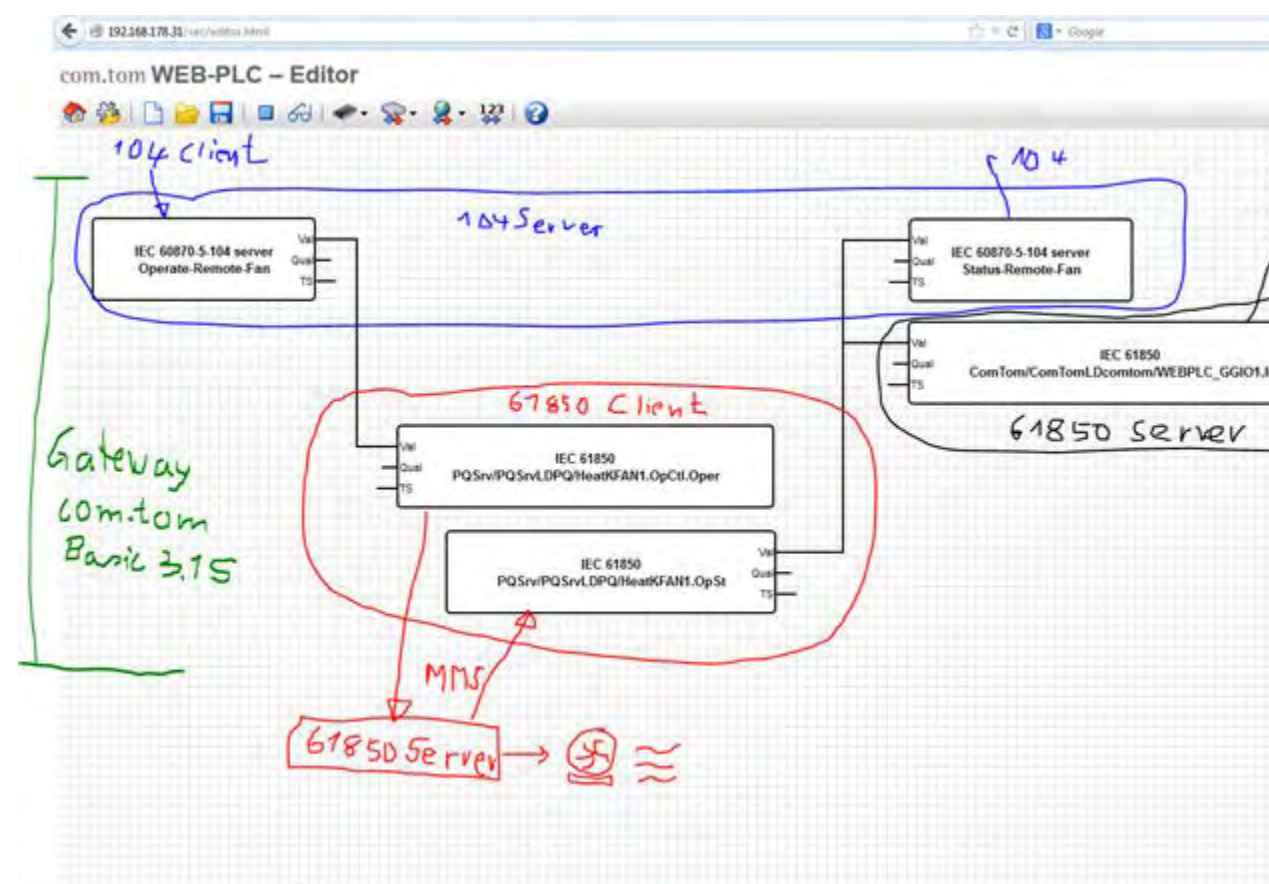 192.168.178.31/iec/editor.html
Google
com.tom WEB-PLC – Editor
123
104 Client
104
104 Server
IEC 60870-5-104 server
Operate-Remote-Fan
Val
Qual
TS
Val
Qual
TS
IEC 60870-5-104 server
Status-Remote-Fan
Val
Qual
TS
IEC 61850
ComTom/ComTomLDcomtom/WEBPLC_GGIO1.
61850 Server
61850 Client
Val
Qual
TS
IEC 61850
PQSrv/PQSrvLDPQ/HeatKFAN1.OpCtl.Oper
IEC 61850
PQSrv/PQSrvLDPQ/HeatKFAN1.OpSt
Val
Qual
TS
Gateway
com.tom
Basic 3.15
MMS
61850 Server